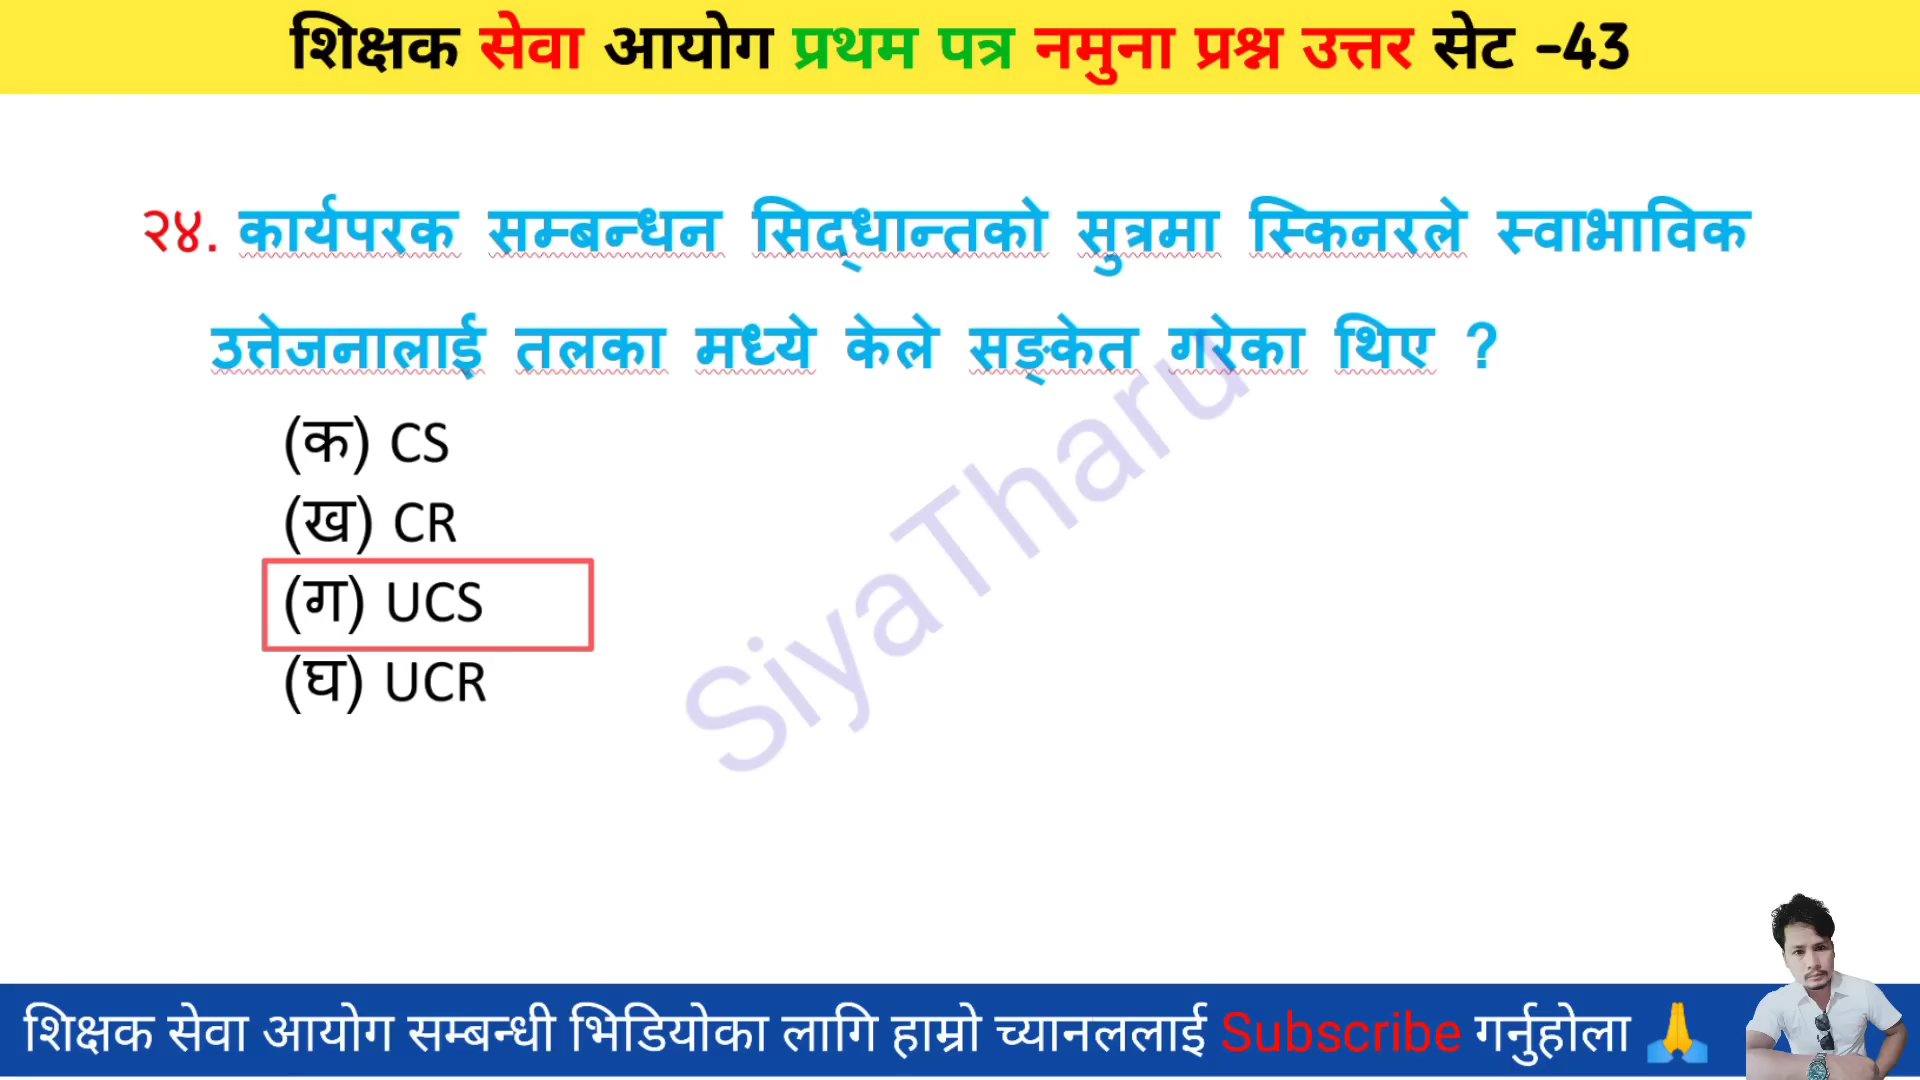 शिक्षक सेवा आयोग प्रथम पत्र नमुना प्रश्न उत्तर सेट -43
२४. कार्यपरक सम्बन्धन सिद्धान्तको सुत्रमा स्किनरले स्वाभाविक
उत्तेजनालाई तलका मध्ये केले सङ्केत गरेका थिए ?
(क) CS
(ख) CR
(ग) UCS
(घ) UCR
SiyaTharu
शिक्षक सेवा आयोग सम्बन्धी भिडियोका लागि हाम्रो च्यानललाई Subscribe गर्नुहोला 🙏